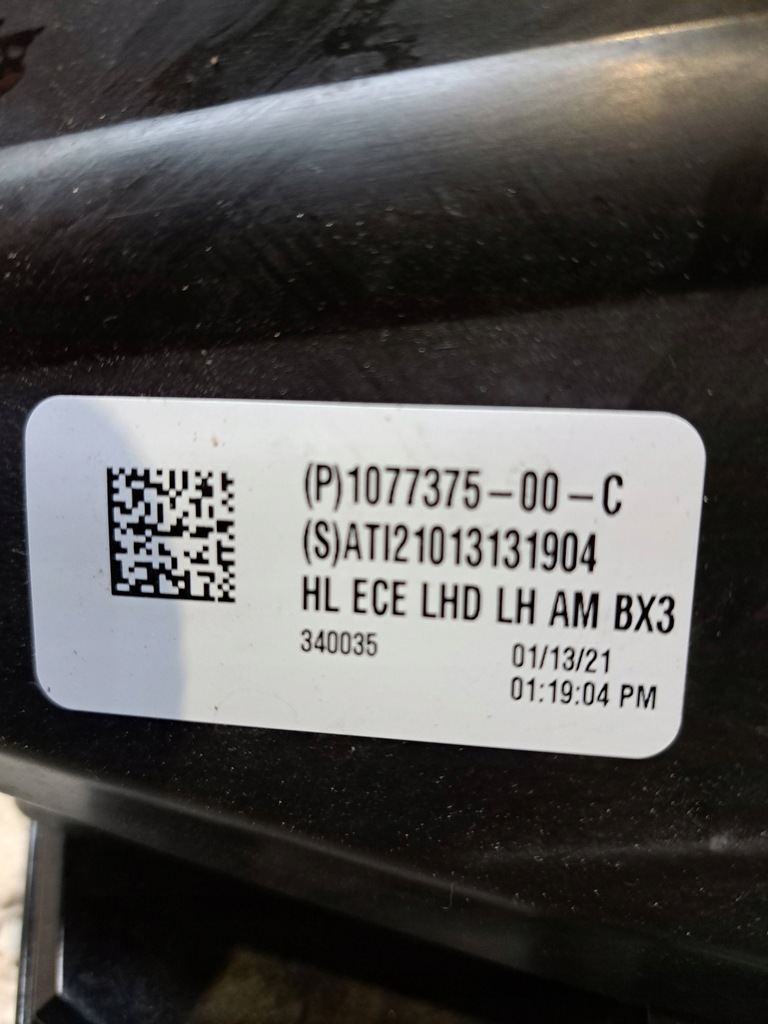 (P)1077375-00-C
(S)ATI21013131904
HL ECE LHD LH AM BX3
340035
01/13/21
01:19:04 PM